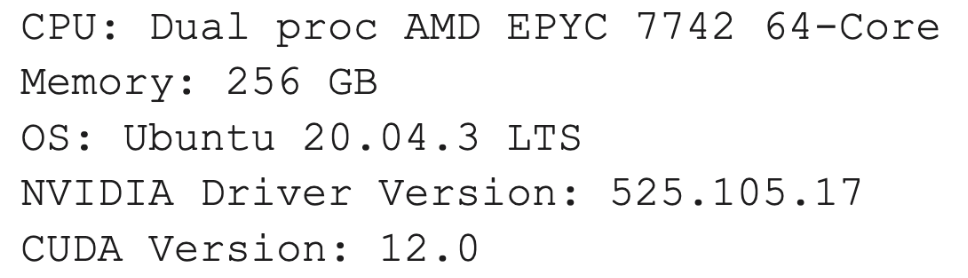 CPU: Dual proc AMD EPYC 7742 64-Core
Memory: 256 GB
OS: Ubuntu 20.04.3 LTS
NVIDIA Driver Version: 525.105.17
CUDA Version: 12.0